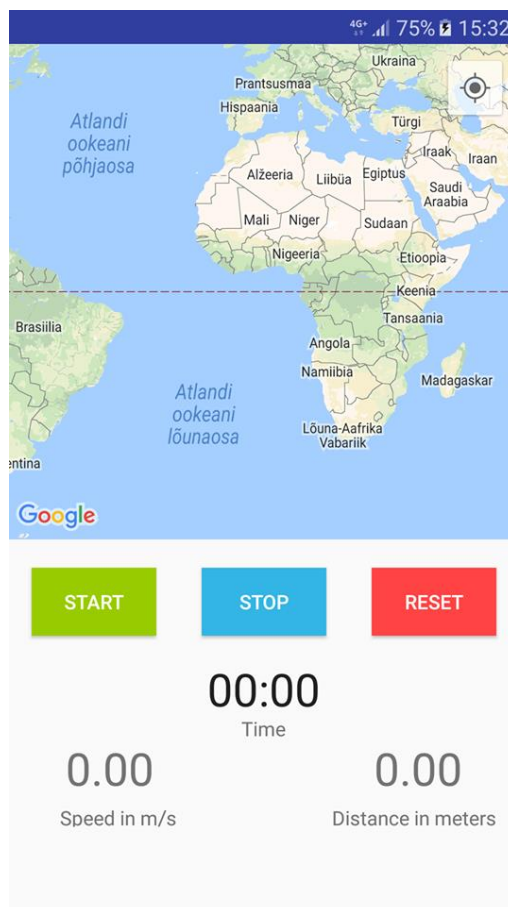 4G+ 75% 15:32
Ukraina
Prantsusmaa
Hispaania
Türgi
Atlandi
ookeani
põhjaosa
Iraak
Iraan
Alžeeria
Liibüa
Egiptus
Saudi
Araabia
Mali
Niger
Sudaan
Nigeeria
Etioopia
Keenia
Brasiilia
Tansaania
Angola
Namiibia
Madagaskar
Atlandi
ookeani
lõunaosa
Lõuna-Aafrika
Vabariik
entina
Google
START STOP RESET
00:00
Time
0.00 0.00
Speed in m/s Distance in meters